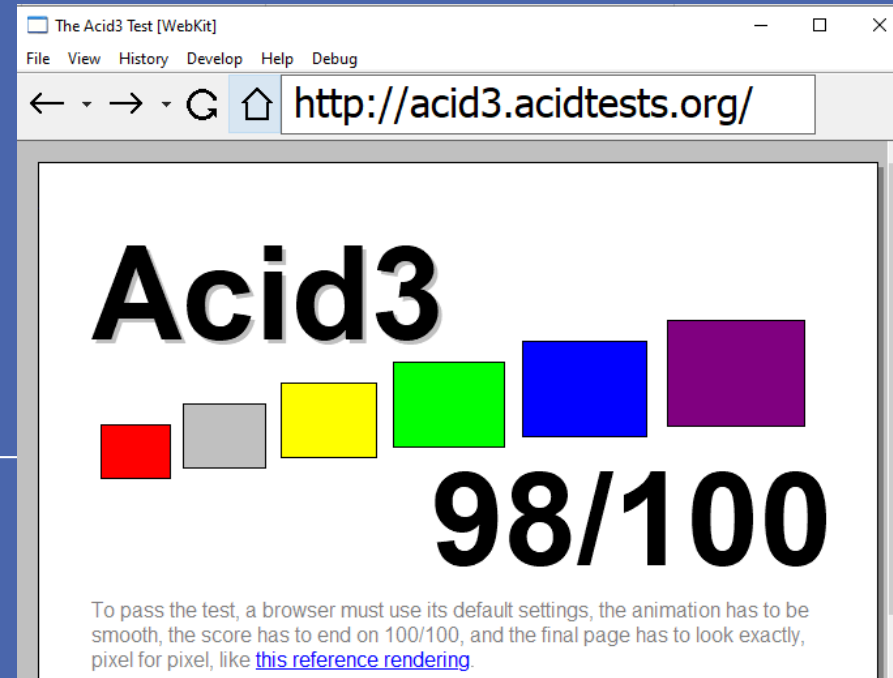 The Acid3 Test [WebKit]
File View History Develop Help Debug
http://acid3.acidtests.org/
Acid3
98/100
To pass the test, a browser must use its default settings, the animation has to be
smooth, the score has to end on 100/100, and the final page has to look exactly,
pixel for pixel, like this reference rendering.